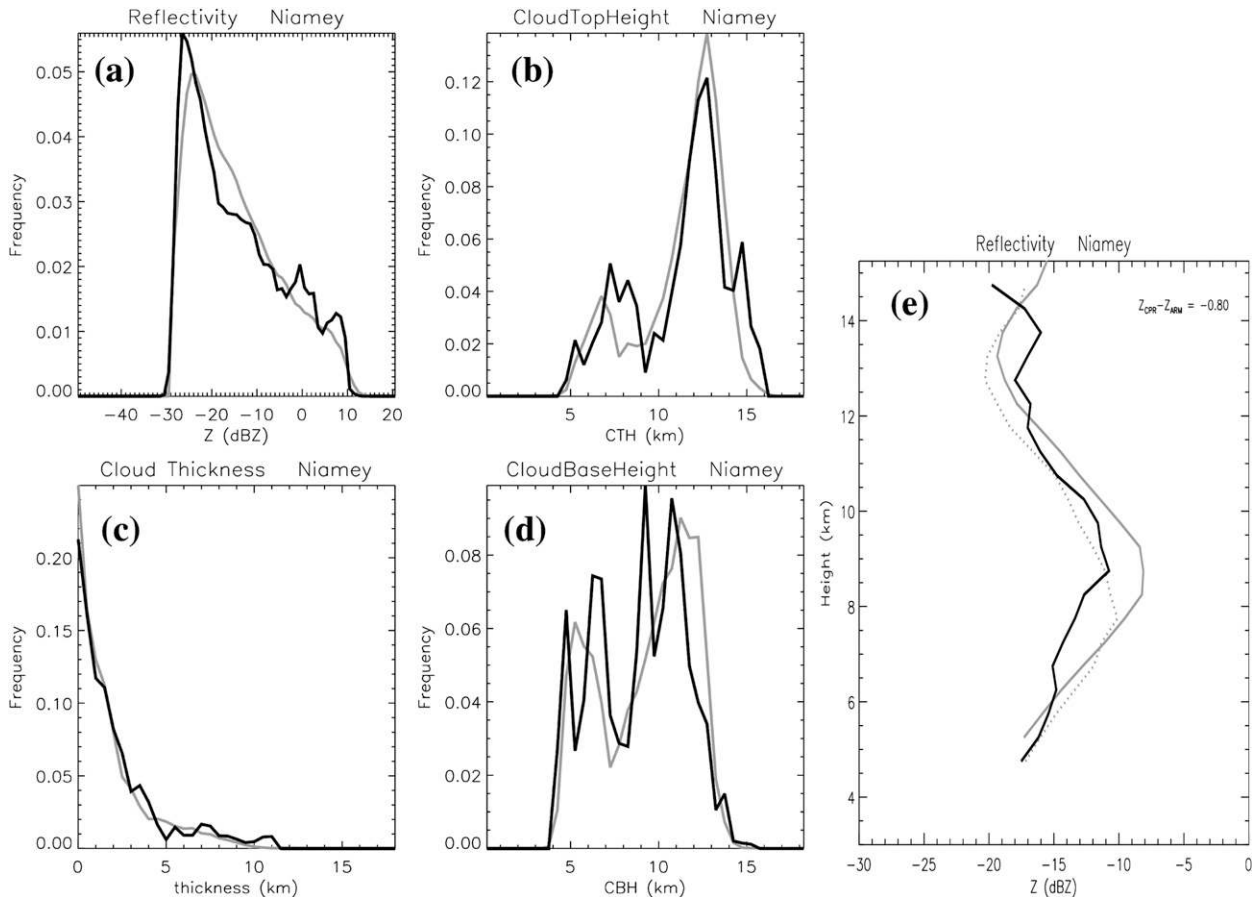 Reflectivity Niamey
(a)
0.05
0.04
0.03
0.02
0.01
0.00
Frequency
-40 -30 -20 -10 0 10 20
Z (dBZ)
CloudTopHeight Niamey
(b)
0.12
0.10
0.08
0.06
0.04
0.02
0.00
Frequency
5 10 15
CTH (km)
Cloud Thickness Niamey
(c)
0.20
0.15
0.10
0.05
0.00
Frequency
0 5 10 15
thickness (km)
CloudBaseHeight Niamey
(d)
0.08
0.06
0.04
0.02
0.00
Frequency
5 10 15
CBH (km)
Reflectivity Niamey
(e)
Z_CPR-Z_ARM = -0.80
14
12
10
8
6
4
Height (km)
-30 -25 -20 -15 -10 -5 0
Z (dBZ)